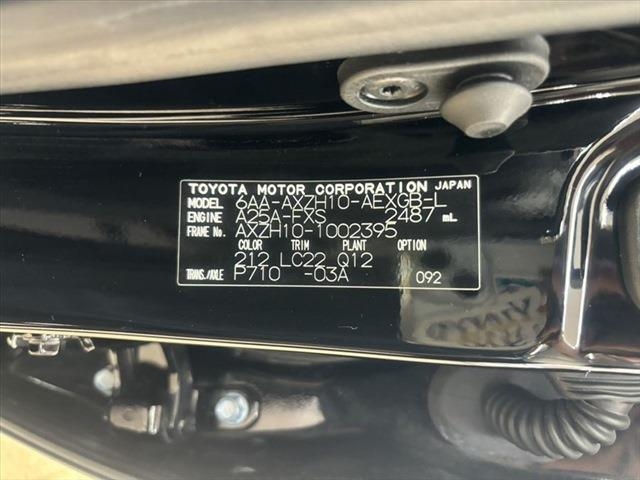 TOYOTA MOTOR CORPORATION JAPAN
MODEL 6AA-AXZH10-AEXGB-L
ENGINE A25A-FXS 2487 mL
FRAME No. AXZH10-1002395
COLOR TRIM PLANT OPTION
212 LC22 Q12
TRANS./AXLE P710 -03A 092